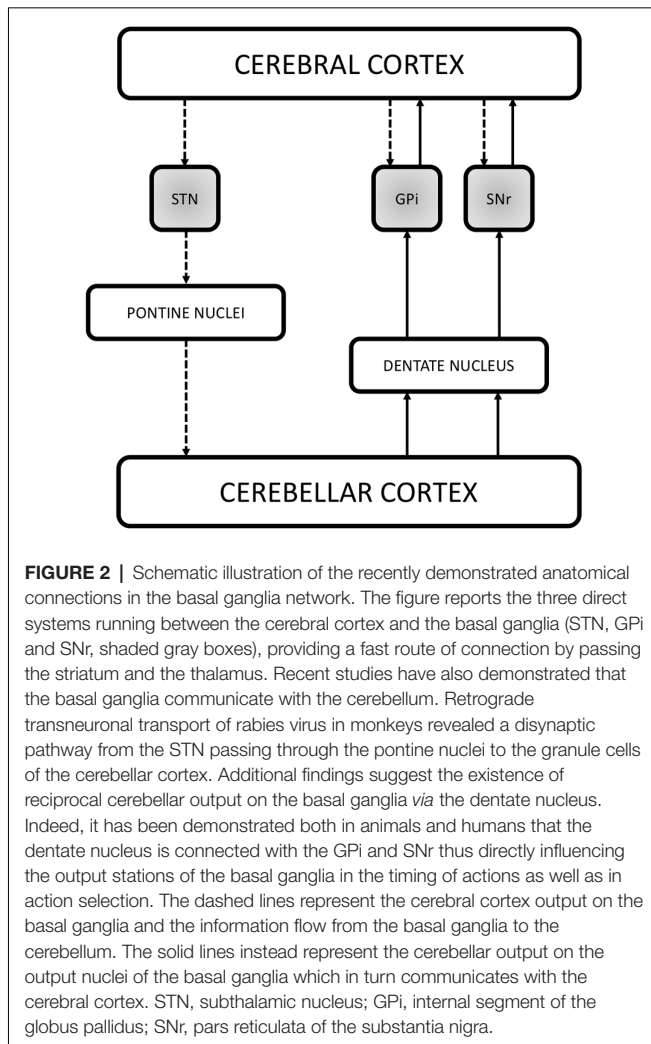 CEREBRAL CORTEX
STN
GPi
SNr
PONTINE NUCLEI
DENTATE NUCLEUS
CEREBELLAR CORTEX
FIGURE 2 | Schematic illustration of the recently demonstrated anatomical
connections in the basal ganglia network. The figure reports the three direct
systems running between the cerebral cortex and the basal ganglia (STN, GPi
and SNr, shaded gray boxes), providing a fast route of connection by passing
the striatum and the thalamus. Recent studies have also demonstrated that
the basal ganglia communicate with the cerebellum. Retrograde
transneuronal transport of rabies virus in monkeys revealed a disynaptic
pathway from the STN passing through the pontine nuclei to the granule cells
of the cerebellar cortex. Additional findings suggest the existence of
reciprocal cerebellar output on the basal ganglia via the dentate nucleus.
Indeed, it has been demonstrated both in animals and humans that the
dentate nucleus is connected with the GPi and SNr thus directly influencing
the output stations of the basal ganglia in the timing of actions as well as in
action selection. The dashed lines represent the cerebral cortex output on the
basal ganglia and the information flow from the basal ganglia to the
cerebellum. The solid lines instead represent the cerebellar output on the
output nuclei of the basal ganglia which in turn communicates with the
cerebral cortex. STN, subthalamic nucleus; GPi, internal segment of the
globus pallidus; SNr, pars reticulata of the substantia nigra.